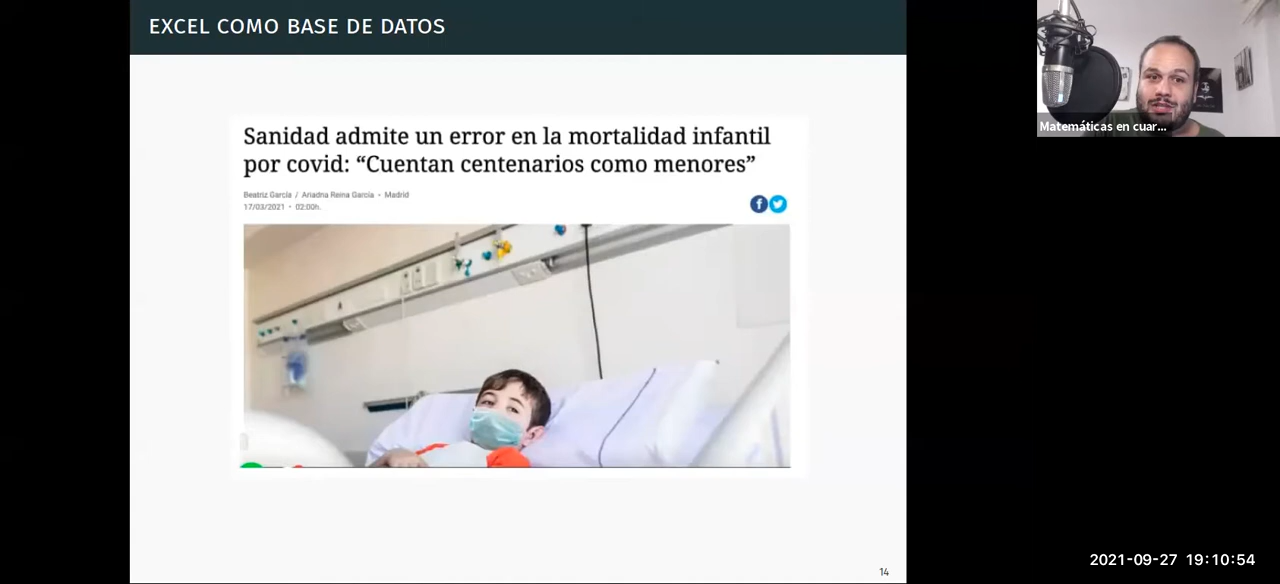 EXCEL COMO BASE DE DATOS
Sanidad admite un error en la mortalidad infantil
por covid: “Cuentan centenarios como menores”
Beatriz García / Ariadna Reina García - Madrid
17/03/2021 - 02:00h.
Matemáticas en cuar...
14
2021-09-27 19:10:54